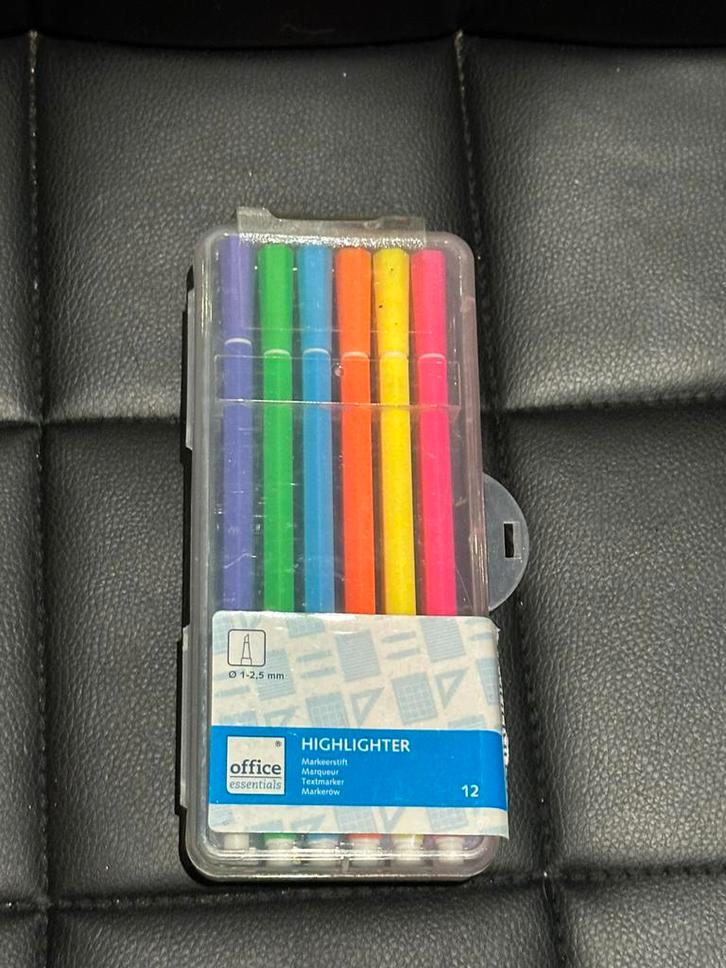 Ø 1-2,5 mm
HIGHLIGHTER
Markeerstift
Marqueur
Textmarker
Markerów
12
office®
essentials